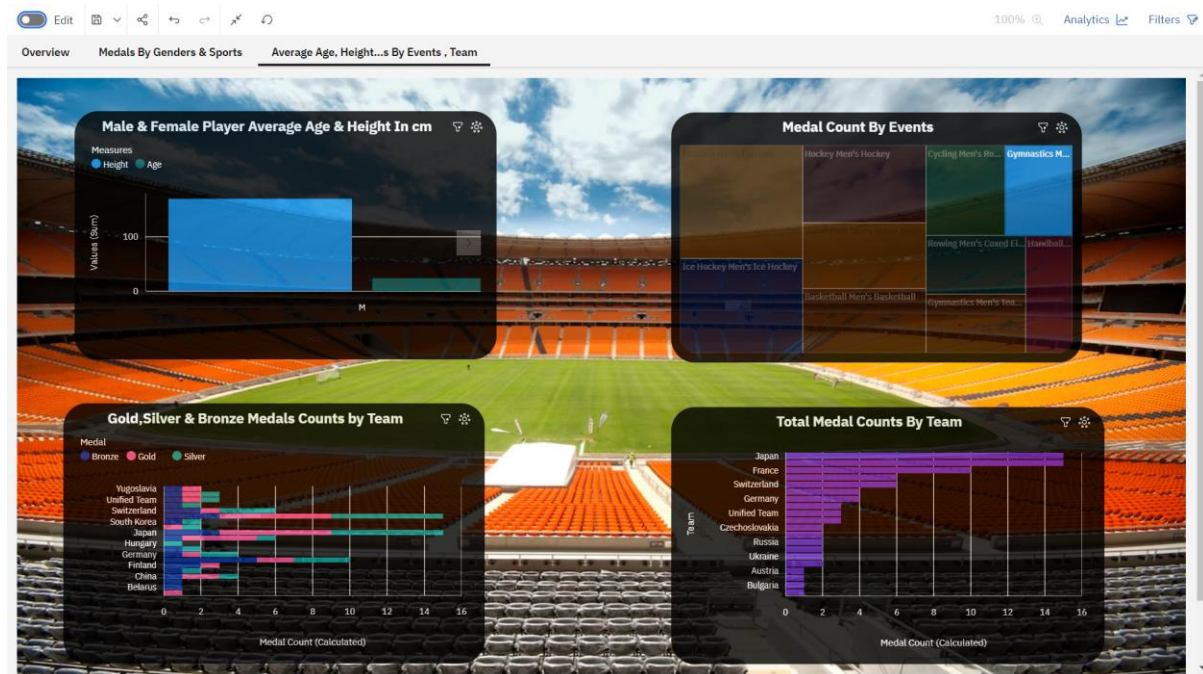 Edit
100%
Analytics
Filters
Overview
Medals By Genders & Sports
Average Age, Height...s By Events , Team
Male & Female Player Average Age & Height In cm
Measures
Height
Age
Values (Sum)
100
0
M
Medal Count By Events
Hockey Men's Hockey
Cycling Men's Ro...
Gymnastics M...
Ice Hockey Men's Ice Hockey
Rowing Men's Coxed Ei...
Handball...
Basketball Men's Basketball
Gymnastics Men's Tea...
Gold,Silver & Bronze Medals Counts by Team
Medal
Bronze
Gold
Silver
Yugoslavia
Unified Team
Switzerland
South Korea
Japan
Hungary
Germany
Finland
China
Belarus
0 2 4 6 8 10 12 14 16
Medal Count (Calculated)
Total Medal Counts By Team
Team
Japan
France
Switzerland
Germany
Unified Team
Czechoslovakia
Russia
Ukraine
Austria
Bulgaria
0 2 4 6 8 10 12 14 16
Medal Count (Calculated)